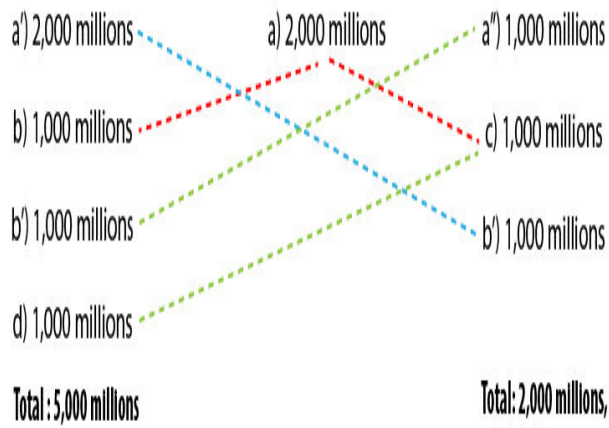 a') 2,000 millions a) 2,000 millions a") 1,000 millions
b) 1,000 millions c) 1,000 millions
b') 1,000 millions b') 1,000 millions
d) 1,000 millions
Total : 5,000 millions Total: 2,000 millions,